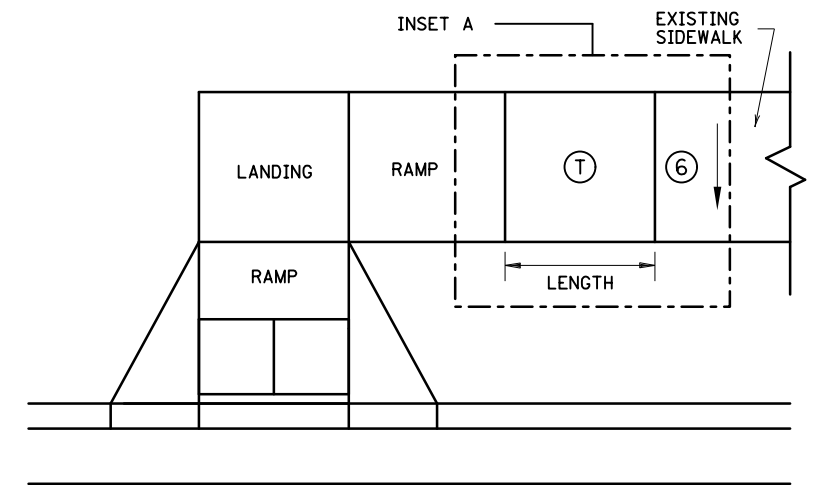 INSET A
EXISTING
SIDEWALK
LANDING
RAMP
T
6
RAMP
LENGTH